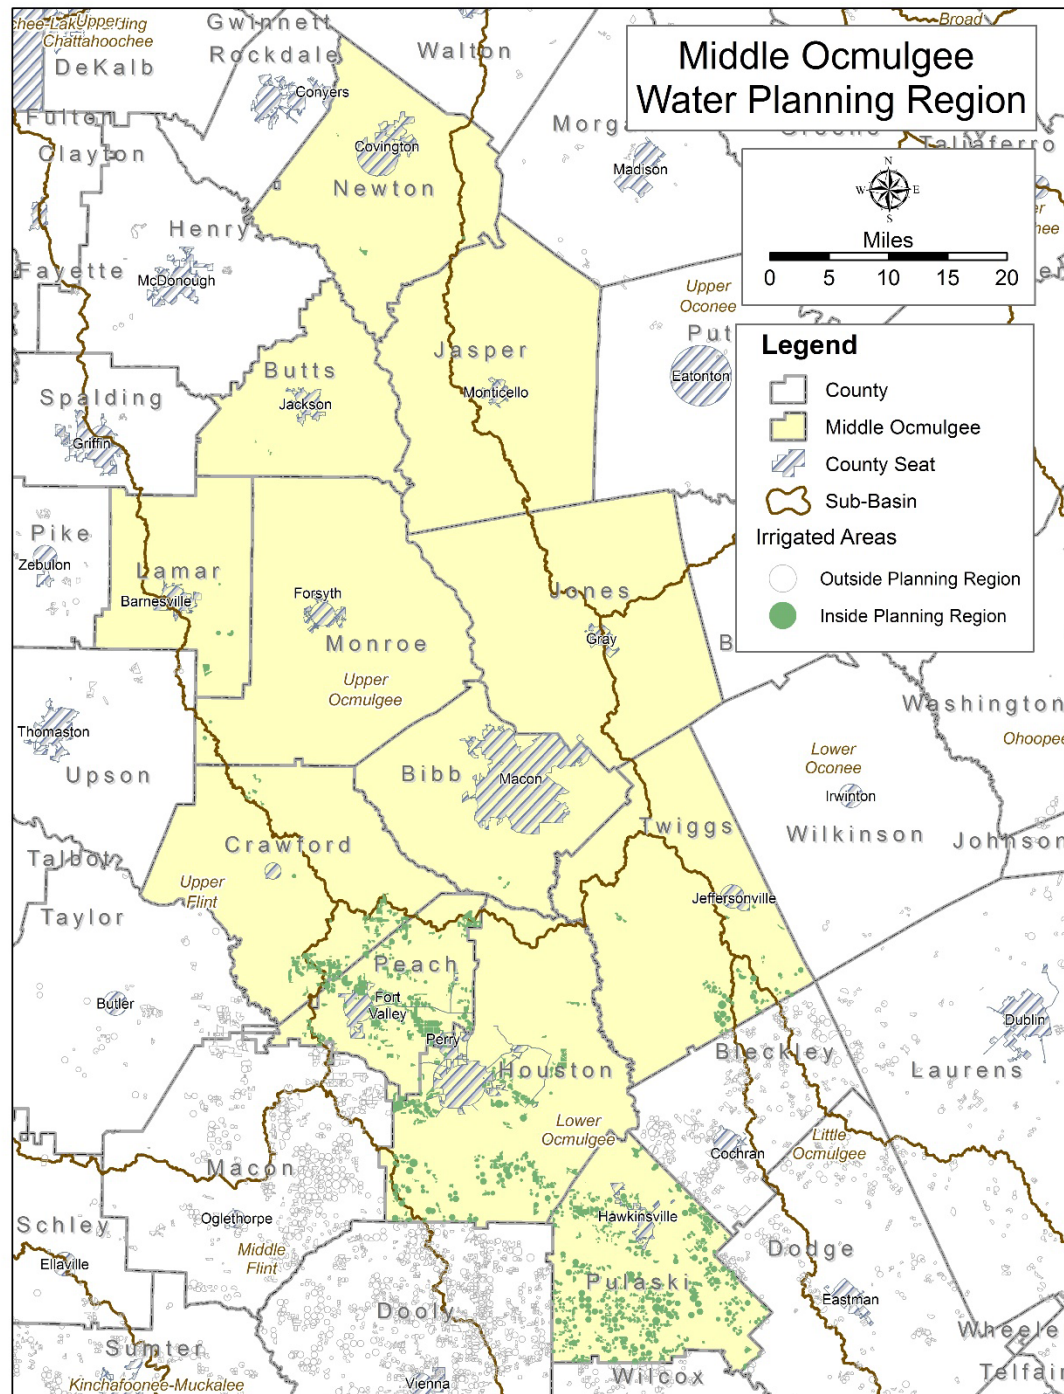 Middle Ocmulgee
Water Planning Region
Gwinnett
Upper
Chattahoochee
Broad
DeKalb
Rockdale
Walton
Conyers
Fulton
Clayton
Covington
Madison
Taliaferro
Newton
N
W
E
S
Miles
0 5 10 15 20
Henry
Fayette
McDonough
Upper
Oconee
Eatonton
Legend
County
Middle Ocmulgee
County Seat
Sub-Basin
Irrigated Areas
Outside Planning Region
Inside Planning Region
Jasper
Butts
Monticello
Spalding
Jackson
Griffin
Pike
Zebulon
Lamar
Barnesville
Forsyth
Jones
Monroe
Gray
Upper
Ocmulgee
Washington
Thomaston
Ohoopee
Upson
Lower
Oconee
Bibb
Macon
Irwinton
Twiggs
Wilkinson
Johnson
Crawford
Talbot
Upper
Flint
Jeffersonville
Taylor
Peach
Butler
Fort
Valley
Dublin
Perry
Bleckley
Houston
Laurens
Lower
Ocmulgee
Little
Ocmulgee
Cochran
Macon
Schley
Oglethorpe
Hawkinsville
Ellaville
Middle
Flint
Dodge
Pulaski
Eastman
Dooly
Sumter
Wilcox
Kinchafoonee-Muckalee
Vienna